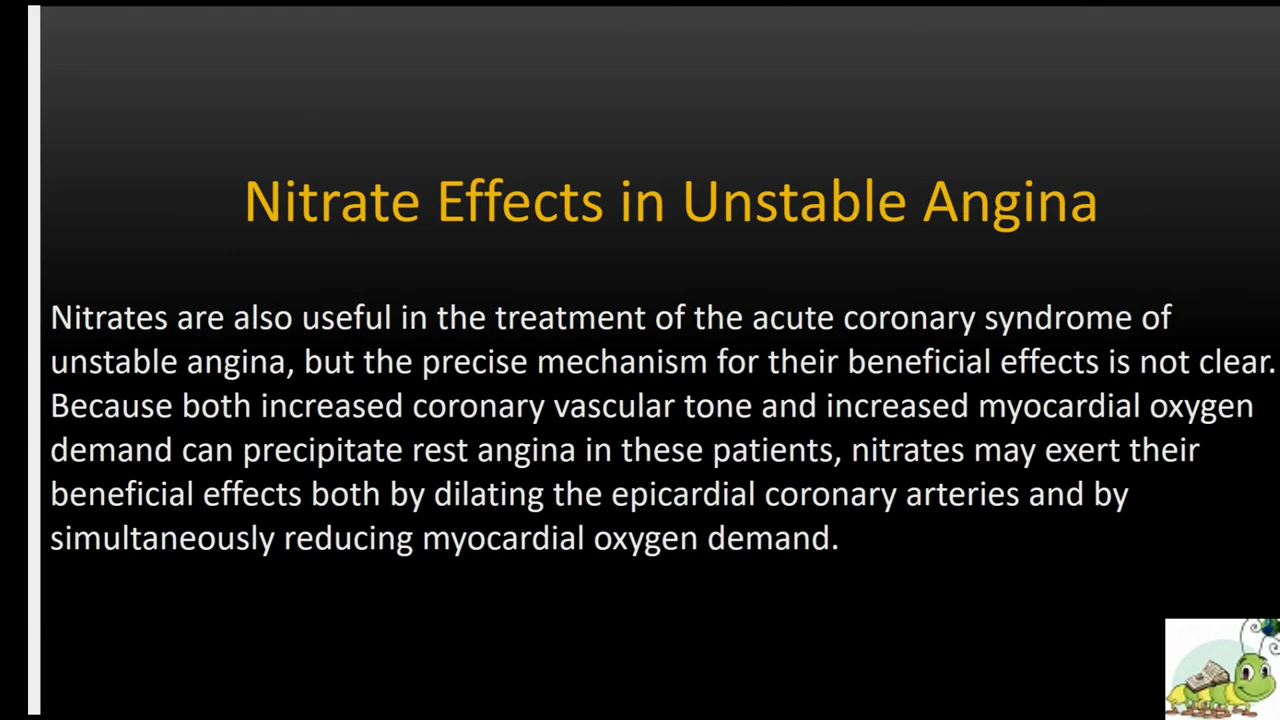 Nitrate Effects in Unstable Angina
Nitrates are also useful in the treatment of the acute coronary syndrome of
unstable angina, but the precise mechanism for their beneficial effects is not clear.
Because both increased coronary vascular tone and increased myocardial oxygen
demand can precipitate rest angina in these patients, nitrates may exert their
beneficial effects both by dilating the epicardial coronary arteries and by
simultaneously reducing myocardial oxygen demand.